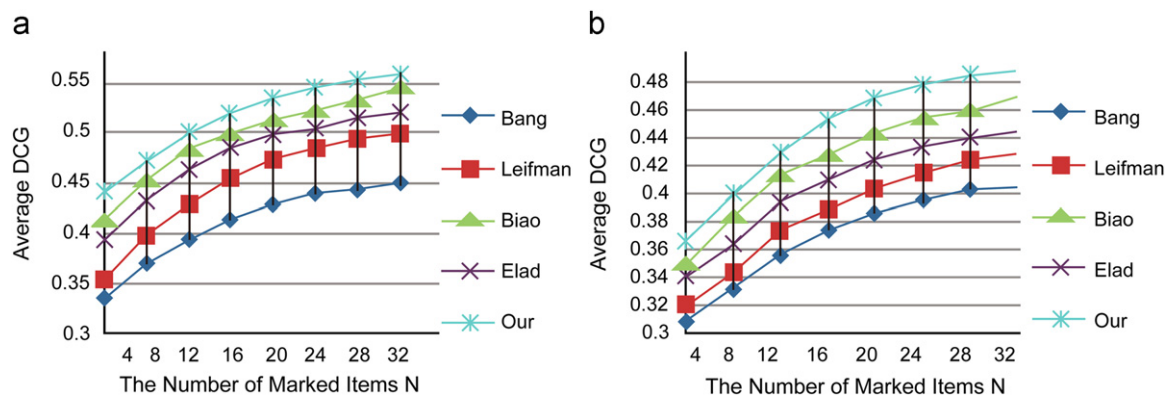 a
Average DCG
0.55
0.5
0.45
0.4
0.35
0.3
4 8 12 16 20 24 28 32
The Number of Marked Items N
Bang
Leifman
Biao
Elad
Our
b
Average DCG
0.48
0.46
0.44
0.42
0.4
0.38
0.36
0.34
0.32
0.3
4 8 12 16 20 24 28 32
The Number of Marked Items N
Bang
Leifman
Biao
Elad
Our